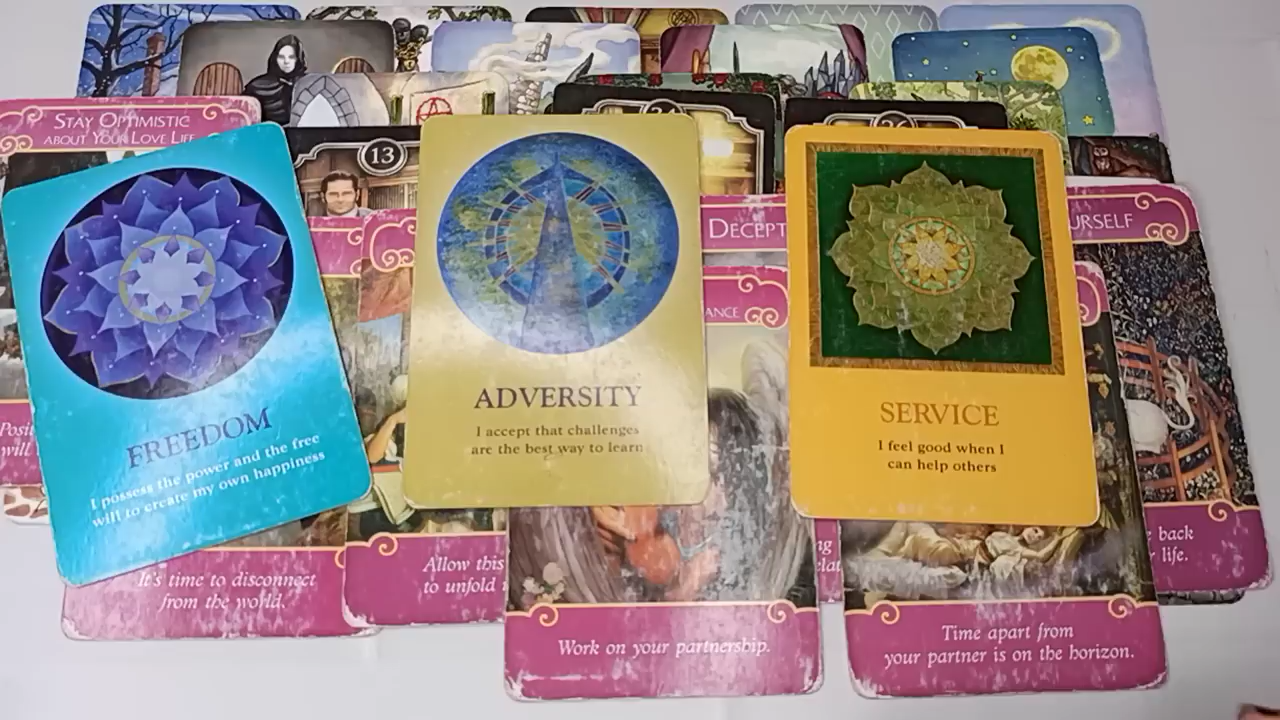 STAY OPTIMISTIC
ABOUT YOUR LOVE LIFE
13
DECEPT
ANCE
FREEDOM
I possess the power and the free
will to create my own happiness
ADVERSITY
I accept that challenges
are the best way to learn
SERVICE
I feel good when I
can help others
It's time to disconnect
from the world.
Allow this
to unfold
Work on your partnership.
Time apart from
your partner is on the horizon.
back
life.